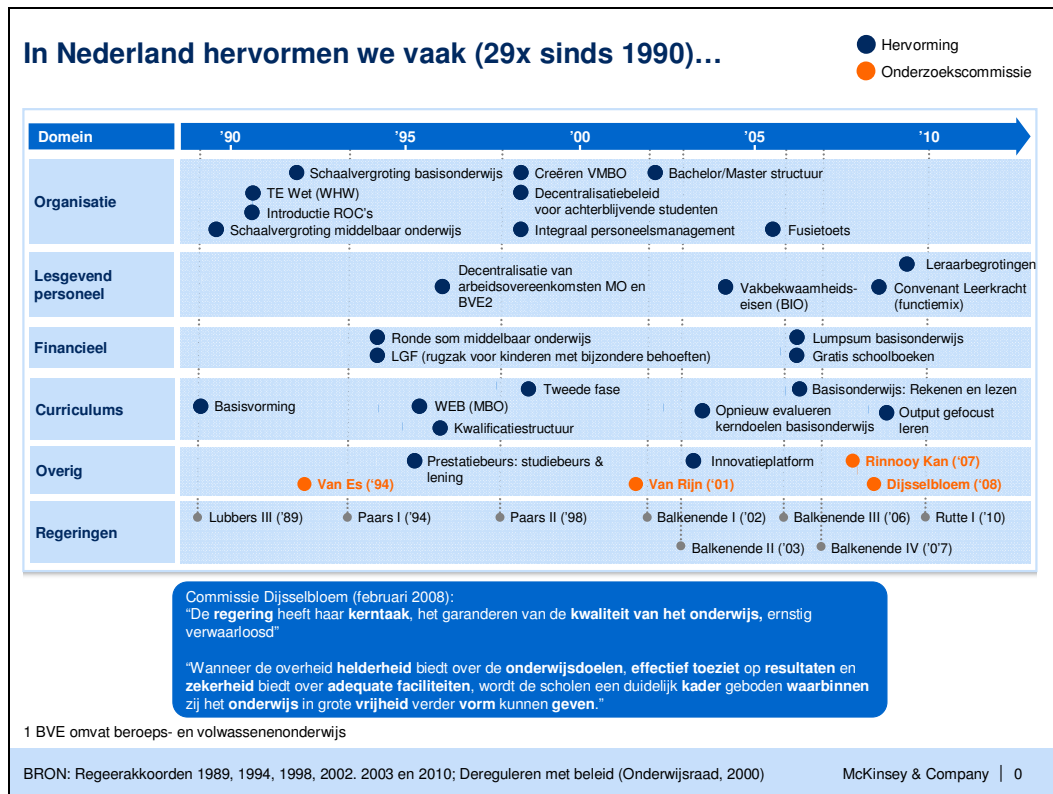 In Nederland hervormen we vaak (29x sinds 1990)…
Hervorming
Onderzoekscommissie
Domein
'90
'95
'00
'05
'10
Organisatie
Schaalvergroting basisonderwijs
Creëren VMBO
Bachelor/Master structuur
TE Wet (WHW)
Decentralisatiebeleid
voor achterblijvende studenten
Introductie ROC's
Schaalvergroting middelbaar onderwijs
Integraal personeelsmanagement
Fusietoets
Lesgevend
personeel
Decentralisatie van
arbeidsovereenkomsten MO en
BVE2
Vakbekwaamheids-
eisen (BIO)
Leraarbegrotingen
Convenant Leerkracht
(functiemix)
Financieel
Ronde som middelbaar onderwijs
LGF (rugzak voor kinderen met bijzondere behoeften)
Lumpsum basisonderwijs
Gratis schoolboeken
Curriculums
Basisvorming
Tweede fase
WEB (MBO)
Kwalificatiestructuur
Basisonderwijs: Rekenen en lezen
Opnieuw evalueren
kerndoelen basisonderwijs
Output gefocust
leren
Overig
Prestatiebeurs: studiebeurs &
lening
Van Es ('94)
Innovatieplatform
Van Rijn ('01)
Rinnooy Kan ('07)
Dijsselbloem ('08)
Regeringen
Lubbers III ('89)
Paars I ('94)
Paars II ('98)
Balkenende I ('02)
Balkenende III ('06)
Rutte I ('10)
Balkenende II ('03)
Balkenende IV ('0'7)
Commissie Dijsselbloem (februari 2008):
“De regering heeft haar kerntaak, het garanderen van de kwaliteit van het onderwijs, ernstig
verwaarloosd”
“Wanneer de overheid helderheid biedt over de onderwijsdoelen, effectief toeziet op resultaten en
zekerheid biedt over adequate faciliteiten, wordt de scholen een duidelijk kader geboden waarbinnen
zij het onderwijs in grote vrijheid verder vorm kunnen geven.”
1 BVE omvat beroeps- en volwassenenonderwijs
BRON: Regeerakkoorden 1989, 1994, 1998, 2002. 2003 en 2010; Dereguleren met beleid (Onderwijsraad, 2000)
McKinsey & Company | 0